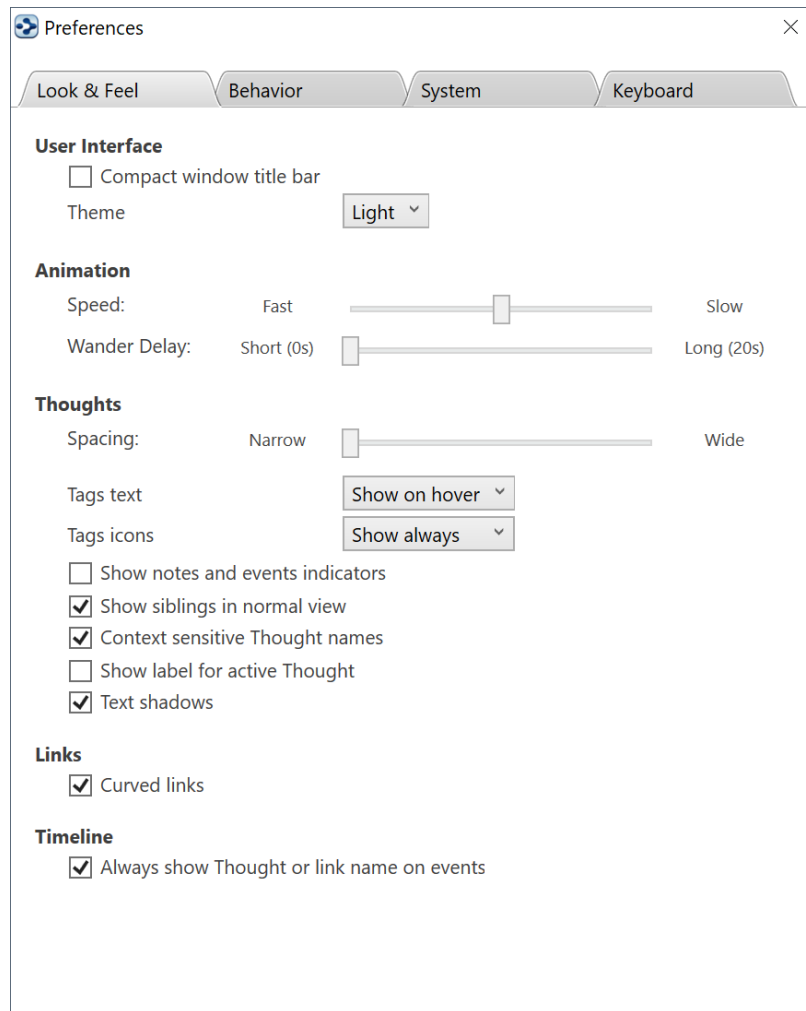 Preferences
Look & Feel Behavior System Keyboard
User Interface
Compact window title bar
Theme Light
Animation
Speed: Fast Slow
Wander Delay: Short (0s) Long (20s)
Thoughts
Spacing: Narrow Wide
Tags text Show on hover
Tags icons Show always
Show notes and events indicators
Show siblings in normal view
Context sensitive Thought names
Show label for active Thought
Text shadows
Links
Curved links
Timeline
Always show Thought or link name on events